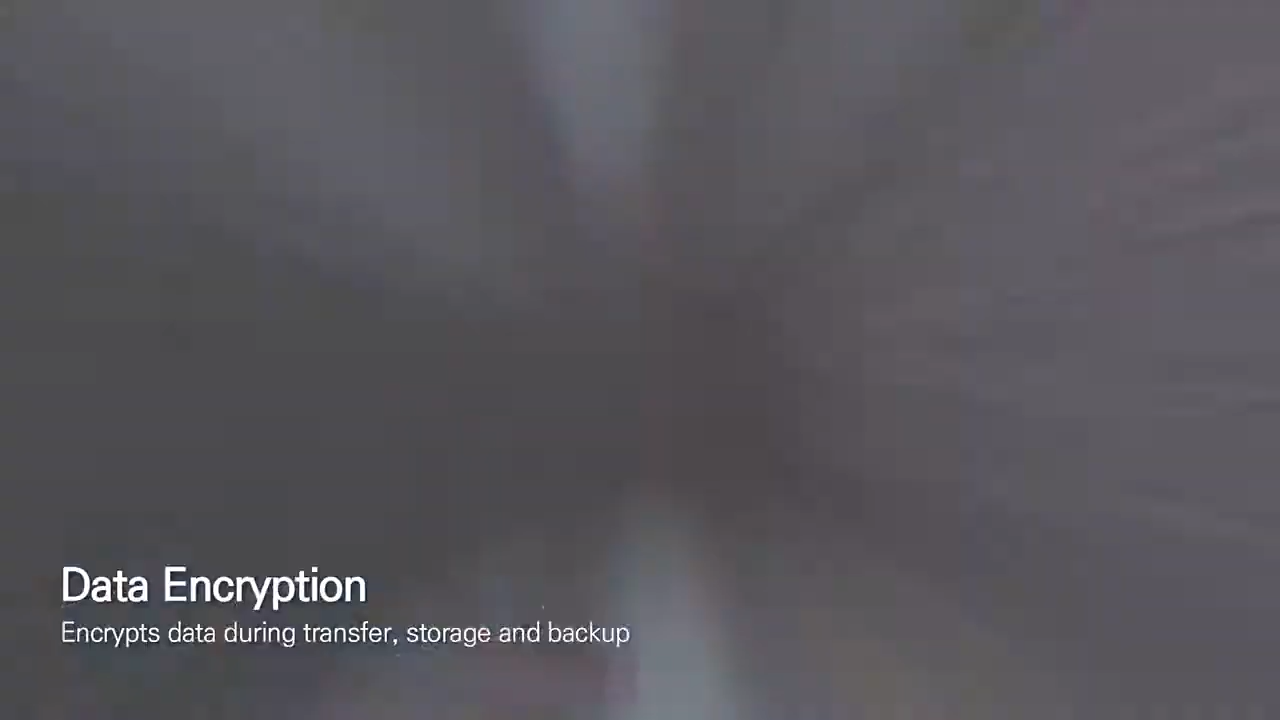 Data Encryption
Encrypts data during transfer, storage and backup